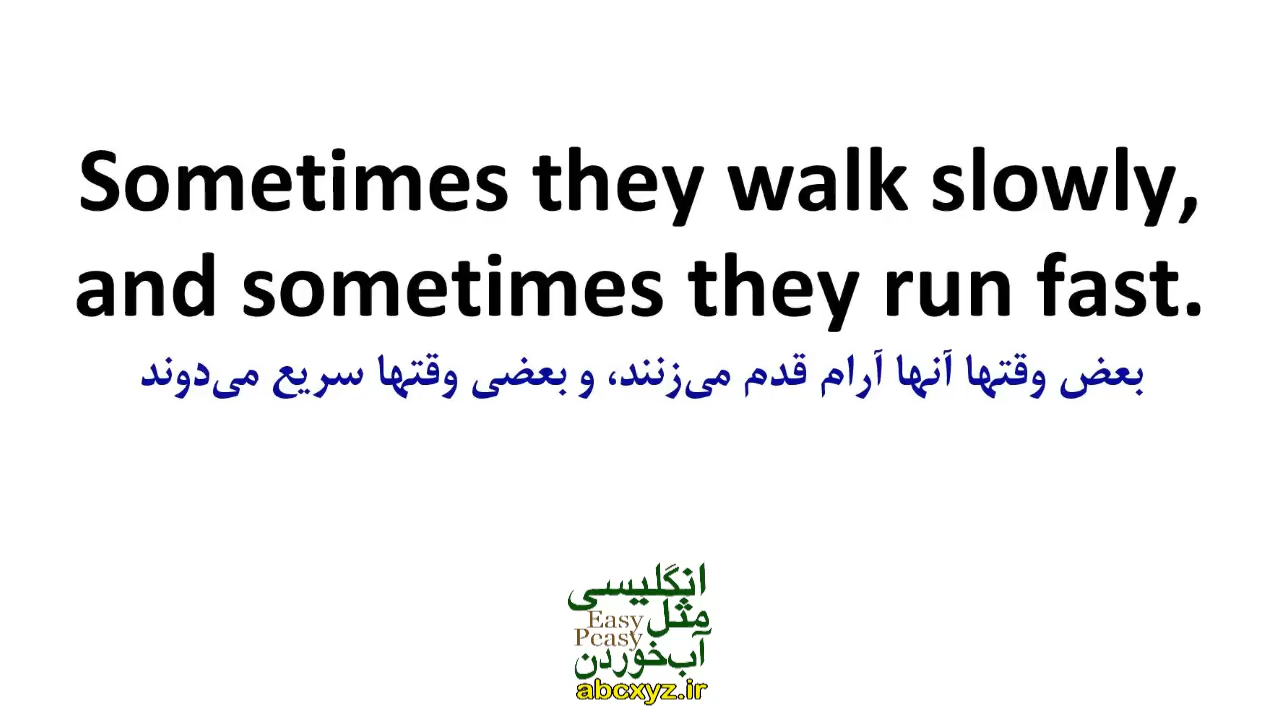 Sometimes they walk slowly,
and sometimes they run fast.
بعض وقتها آنها آرام قدم می‌زنند، و بعضی وقتها سریع می‌دوند
انگلیسی
مثل
Easy
Peasy
آب‌خوردن
abcxyz.ir